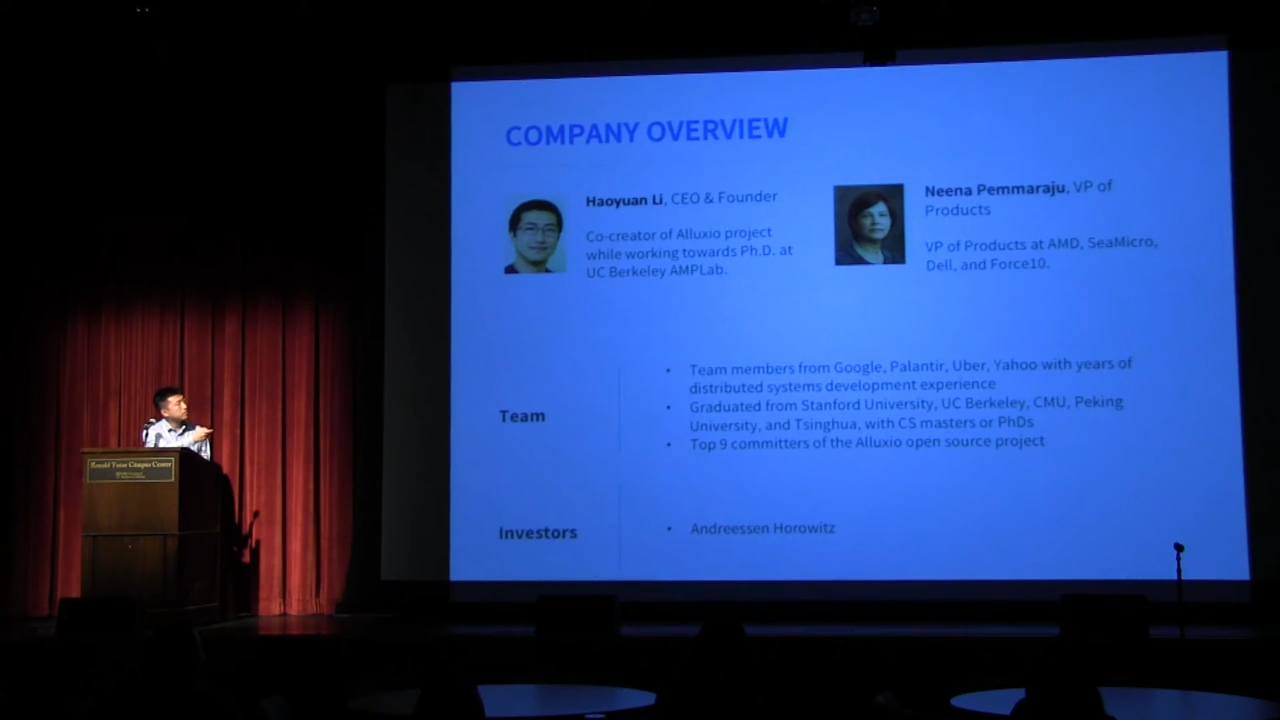 COMPANY OVERVIEW
Haoyuan Li, CEO & Founder
Co-creator of Alluxio project
while working towards Ph.D. at
UC Berkeley AMPLab.
Neena Pemmaraju, VP of
Products
VP of Products at AMD, SeaMicro,
Dell, and Force10.
Team
• Team members from Google, Palantir, Uber, Yahoo with years of
distributed systems development experience
• Graduated from Stanford University, UC Berkeley, CMU, Peking
University, and Tsinghua, with CS masters or PhDs
• Top 9 committers of the Alluxio open source project
Investors
• Andreessen Horowitz
Ronald Tutor Campus Center